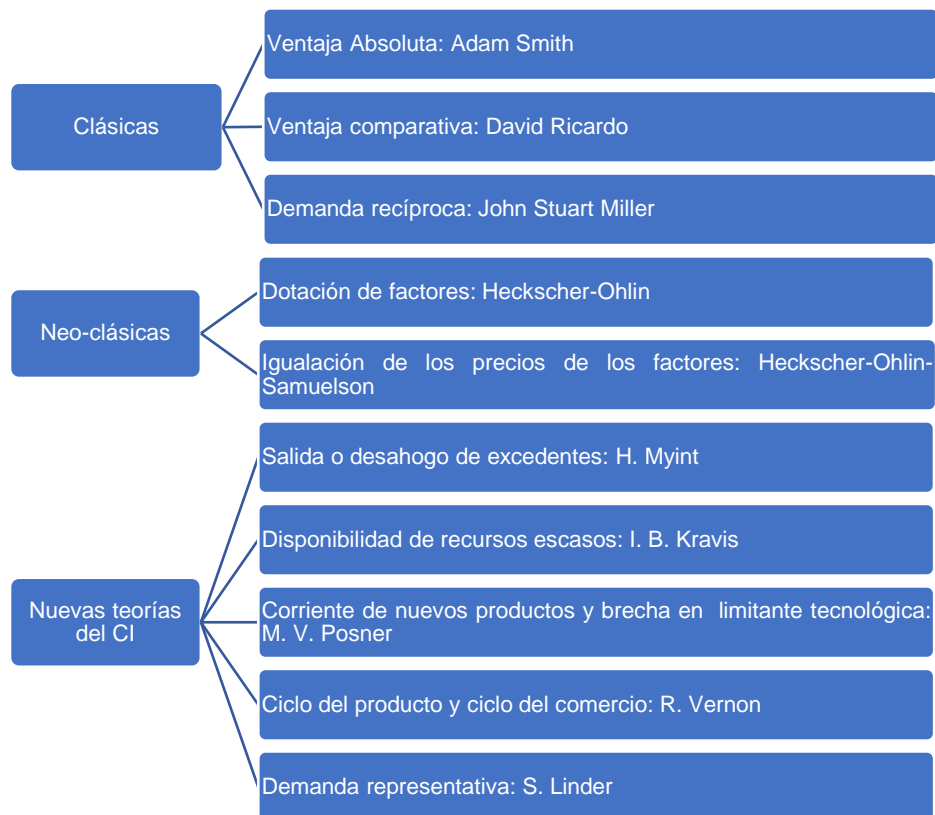 Clásicas
Ventaja Absoluta: Adam Smith
Ventaja comparativa: David Ricardo
Demanda recíproca: John Stuart Miller
Neo-clásicas
Dotación de factores: Heckscher-Ohlin
Igualación de los precios de los factores: Heckscher-Ohlin-
Samuelson
Nuevas teorías
del CI
Salida o desahogo de excedentes: H. Myint
Disponibilidad de recursos escasos: I. B. Kravis
Corriente de nuevos productos y brecha en limitante tecnológica:
M. V. Posner
Ciclo del producto y ciclo del comercio: R. Vernon
Demanda representativa: S. Linder